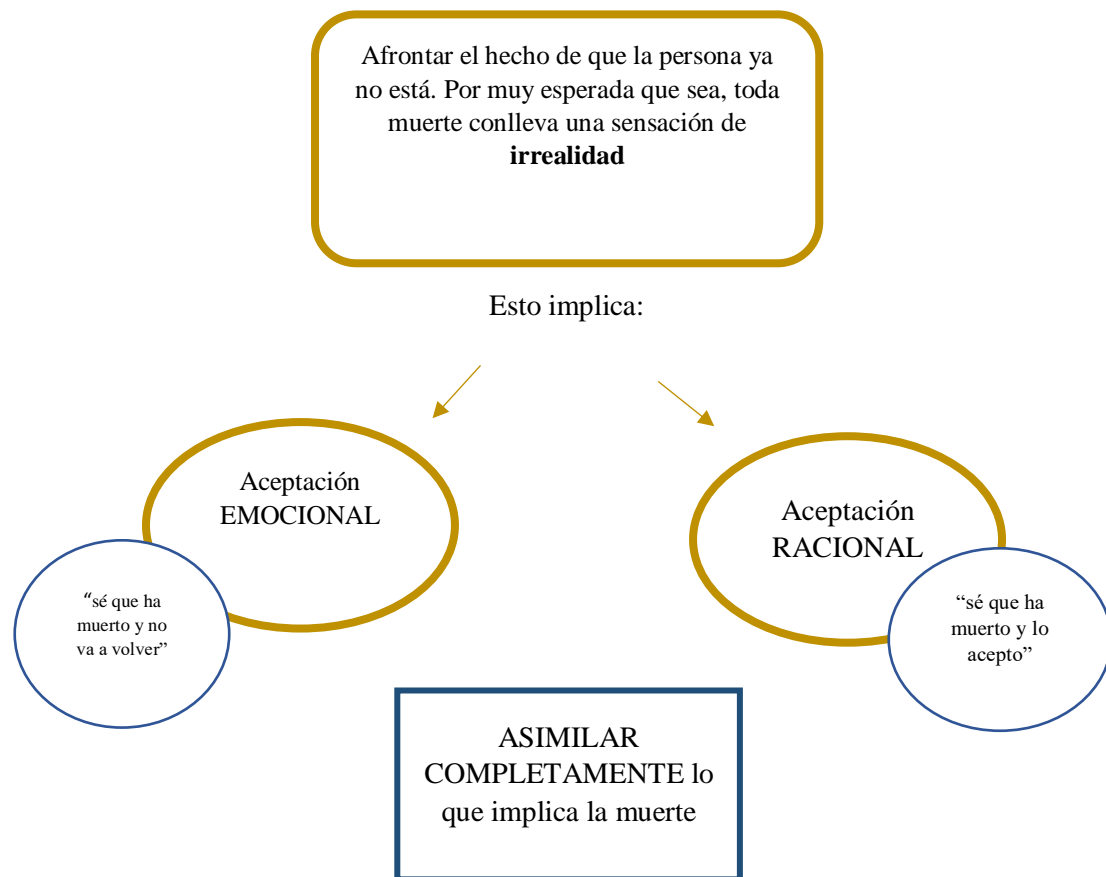 Afrontar el hecho de que la persona ya
no está. Por muy esperada que sea, toda
muerte conlleva una sensación de
irrealidad
Esto implica:
Aceptación
EMOCIONAL
“sé que ha
muerto y no
va a volver”
Aceptación
RACIONAL
“sé que ha
muerto y lo
acepto”
ASIMILAR
COMPLETAMENTE lo
que implica la muerte